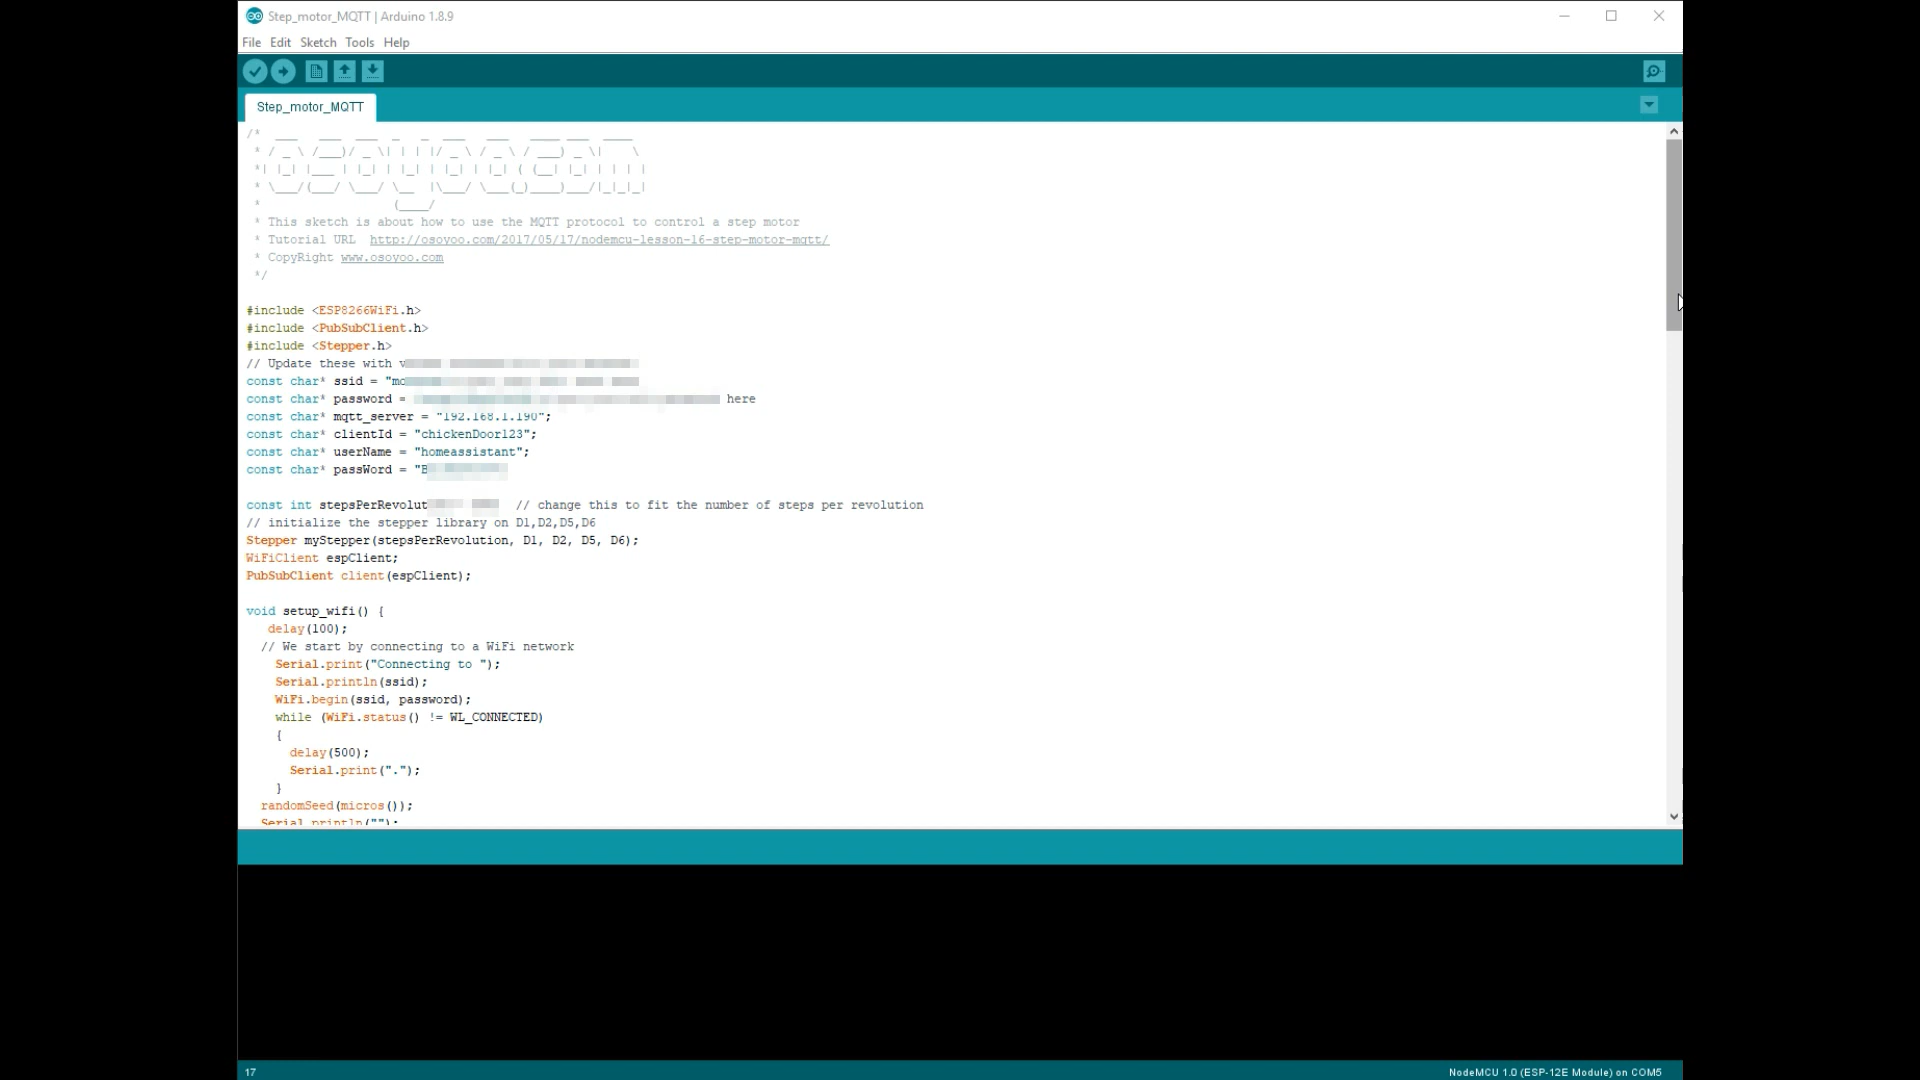 Step_motor_MQTT | Arduino 1.8.9
File Edit Sketch Tools Help
Step_motor_MQTT
/*  ___   ___  ___  _   _  ___   ___   ____ ___  ____
 * / _ \ /___)/ _ \| | | |/ _ \ / _ \ / ___) _ \|    \
 *| |_| |___ | |_| | |_| | |_| | |_| ( (__| |_| | | | |
 * \___/(___/ \___/ \__  |\___/ \___(_)____)___/|_|_|_|
 *                  (____/
 * This sketch is about how to use the MQTT protocol to control a step motor
 * Tutorial URL  http://osoyoo.com/2017/05/17/nodemcu-lesson-16-step-motor-mqtt/
 * CopyRight www.osoyoo.com
 */
#include <ESP8266WiFi.h>
#include <PubSubClient.h>
#include <Stepper.h>
// Update these with
const char* ssid = "mo
const char* password = here
const char* mqtt_server = "192.168.1.190";
const char* clientId = "chickenDoor123";
const char* userName = "homeassistant";
const char* passWord = "B
const int stepsPerRevolut // change this to fit the number of steps per revolution
// initialize the stepper library on D1,D2,D5,D6
Stepper myStepper(stepsPerRevolution, D1, D2, D5, D6);
WiFiClient espClient;
PubSubClient client(espClient);
void setup_wifi() {
   delay(100);
  // We start by connecting to a WiFi network
    Serial.print("Connecting to ");
    Serial.println(ssid);
    WiFi.begin(ssid, password);
    while (WiFi.status() != WL_CONNECTED)
    {
      delay(500);
      Serial.print(".");
    }
  randomSeed(micros());
  Serial.println("");
17
NodeMCU 1.0 (ESP-12E Module) on COM5